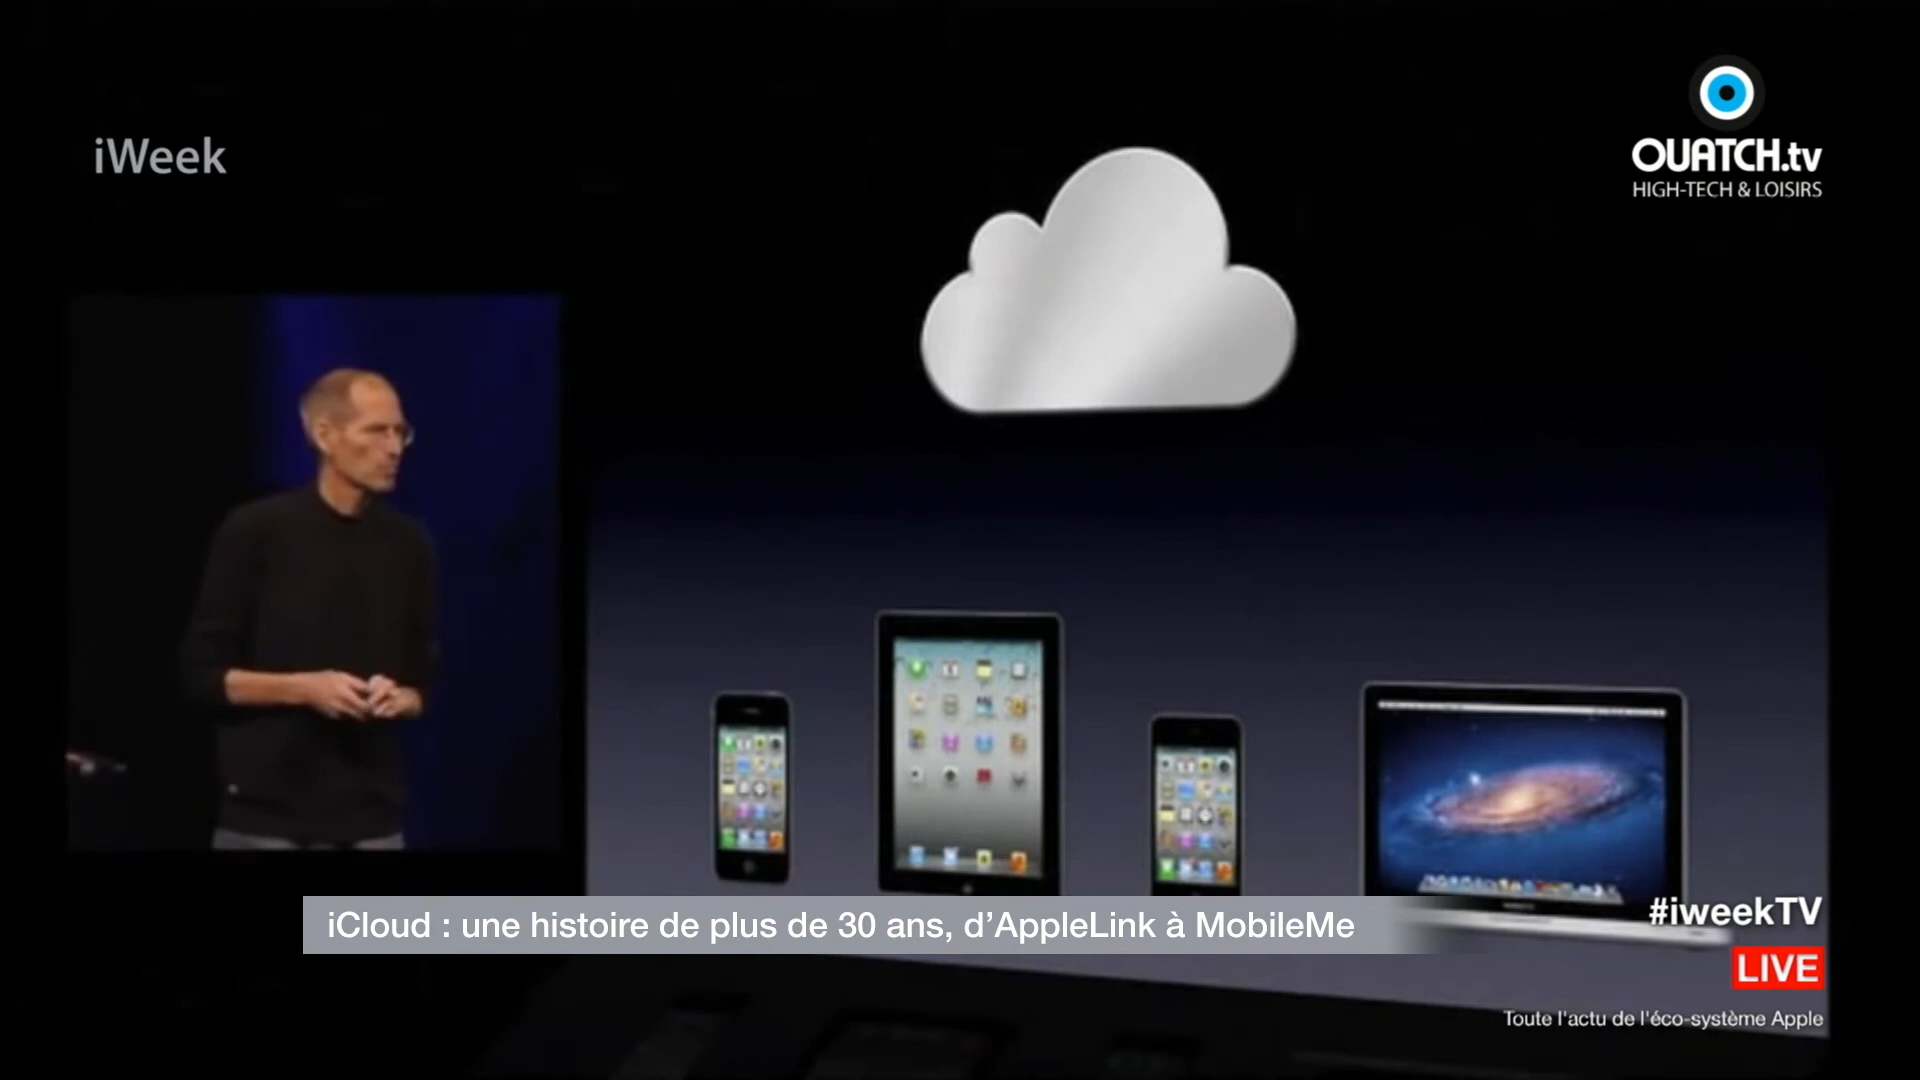 iWeek
OUATCH.tv
HIGH-TECH & LOISIRS
iCloud : une histoire de plus de 30 ans, d’AppleLink à MobileMe
#iweekTV
LIVE
Toute l'actu de l'éco-système Apple